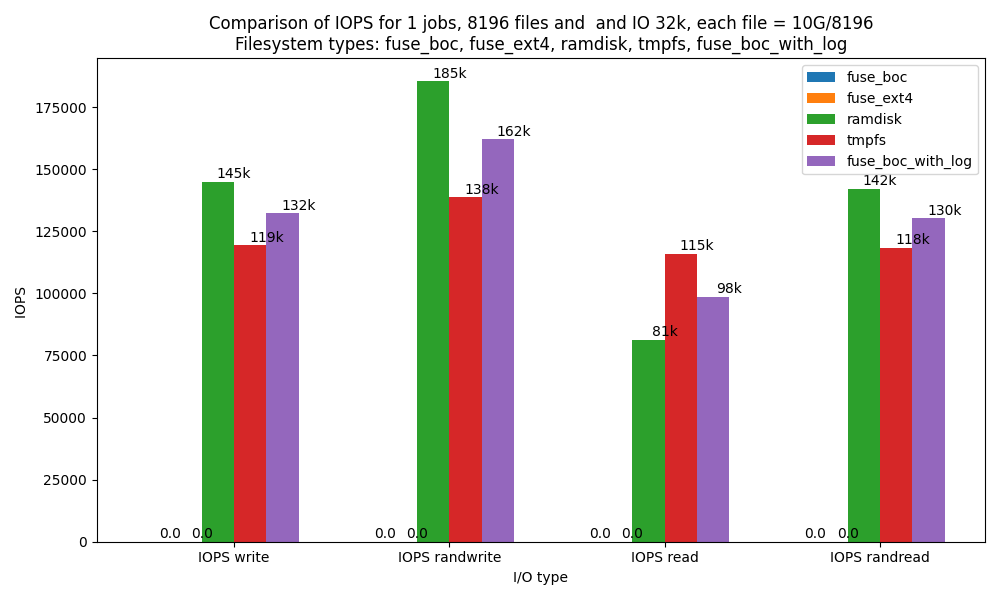 Comparison of IOPS for 1 jobs, 8196 files and  and IO 32k, each file = 10G/8196
Filesystem types: fuse_boc, fuse_ext4, ramdisk, tmpfs, fuse_boc_with_log
fuse_boc
fuse_ext4
ramdisk
tmpfs
fuse_boc_with_log
IOPS
175000
150000
125000
100000
75000
50000
25000
0
0.0 0.0 145k 119k 132k
0.0 0.0 185k 138k 162k
0.0 0.0 81k 115k 98k
0.0 0.0 142k 118k 130k
IOPS write IOPS randwrite IOPS read IOPS randread
I/O type